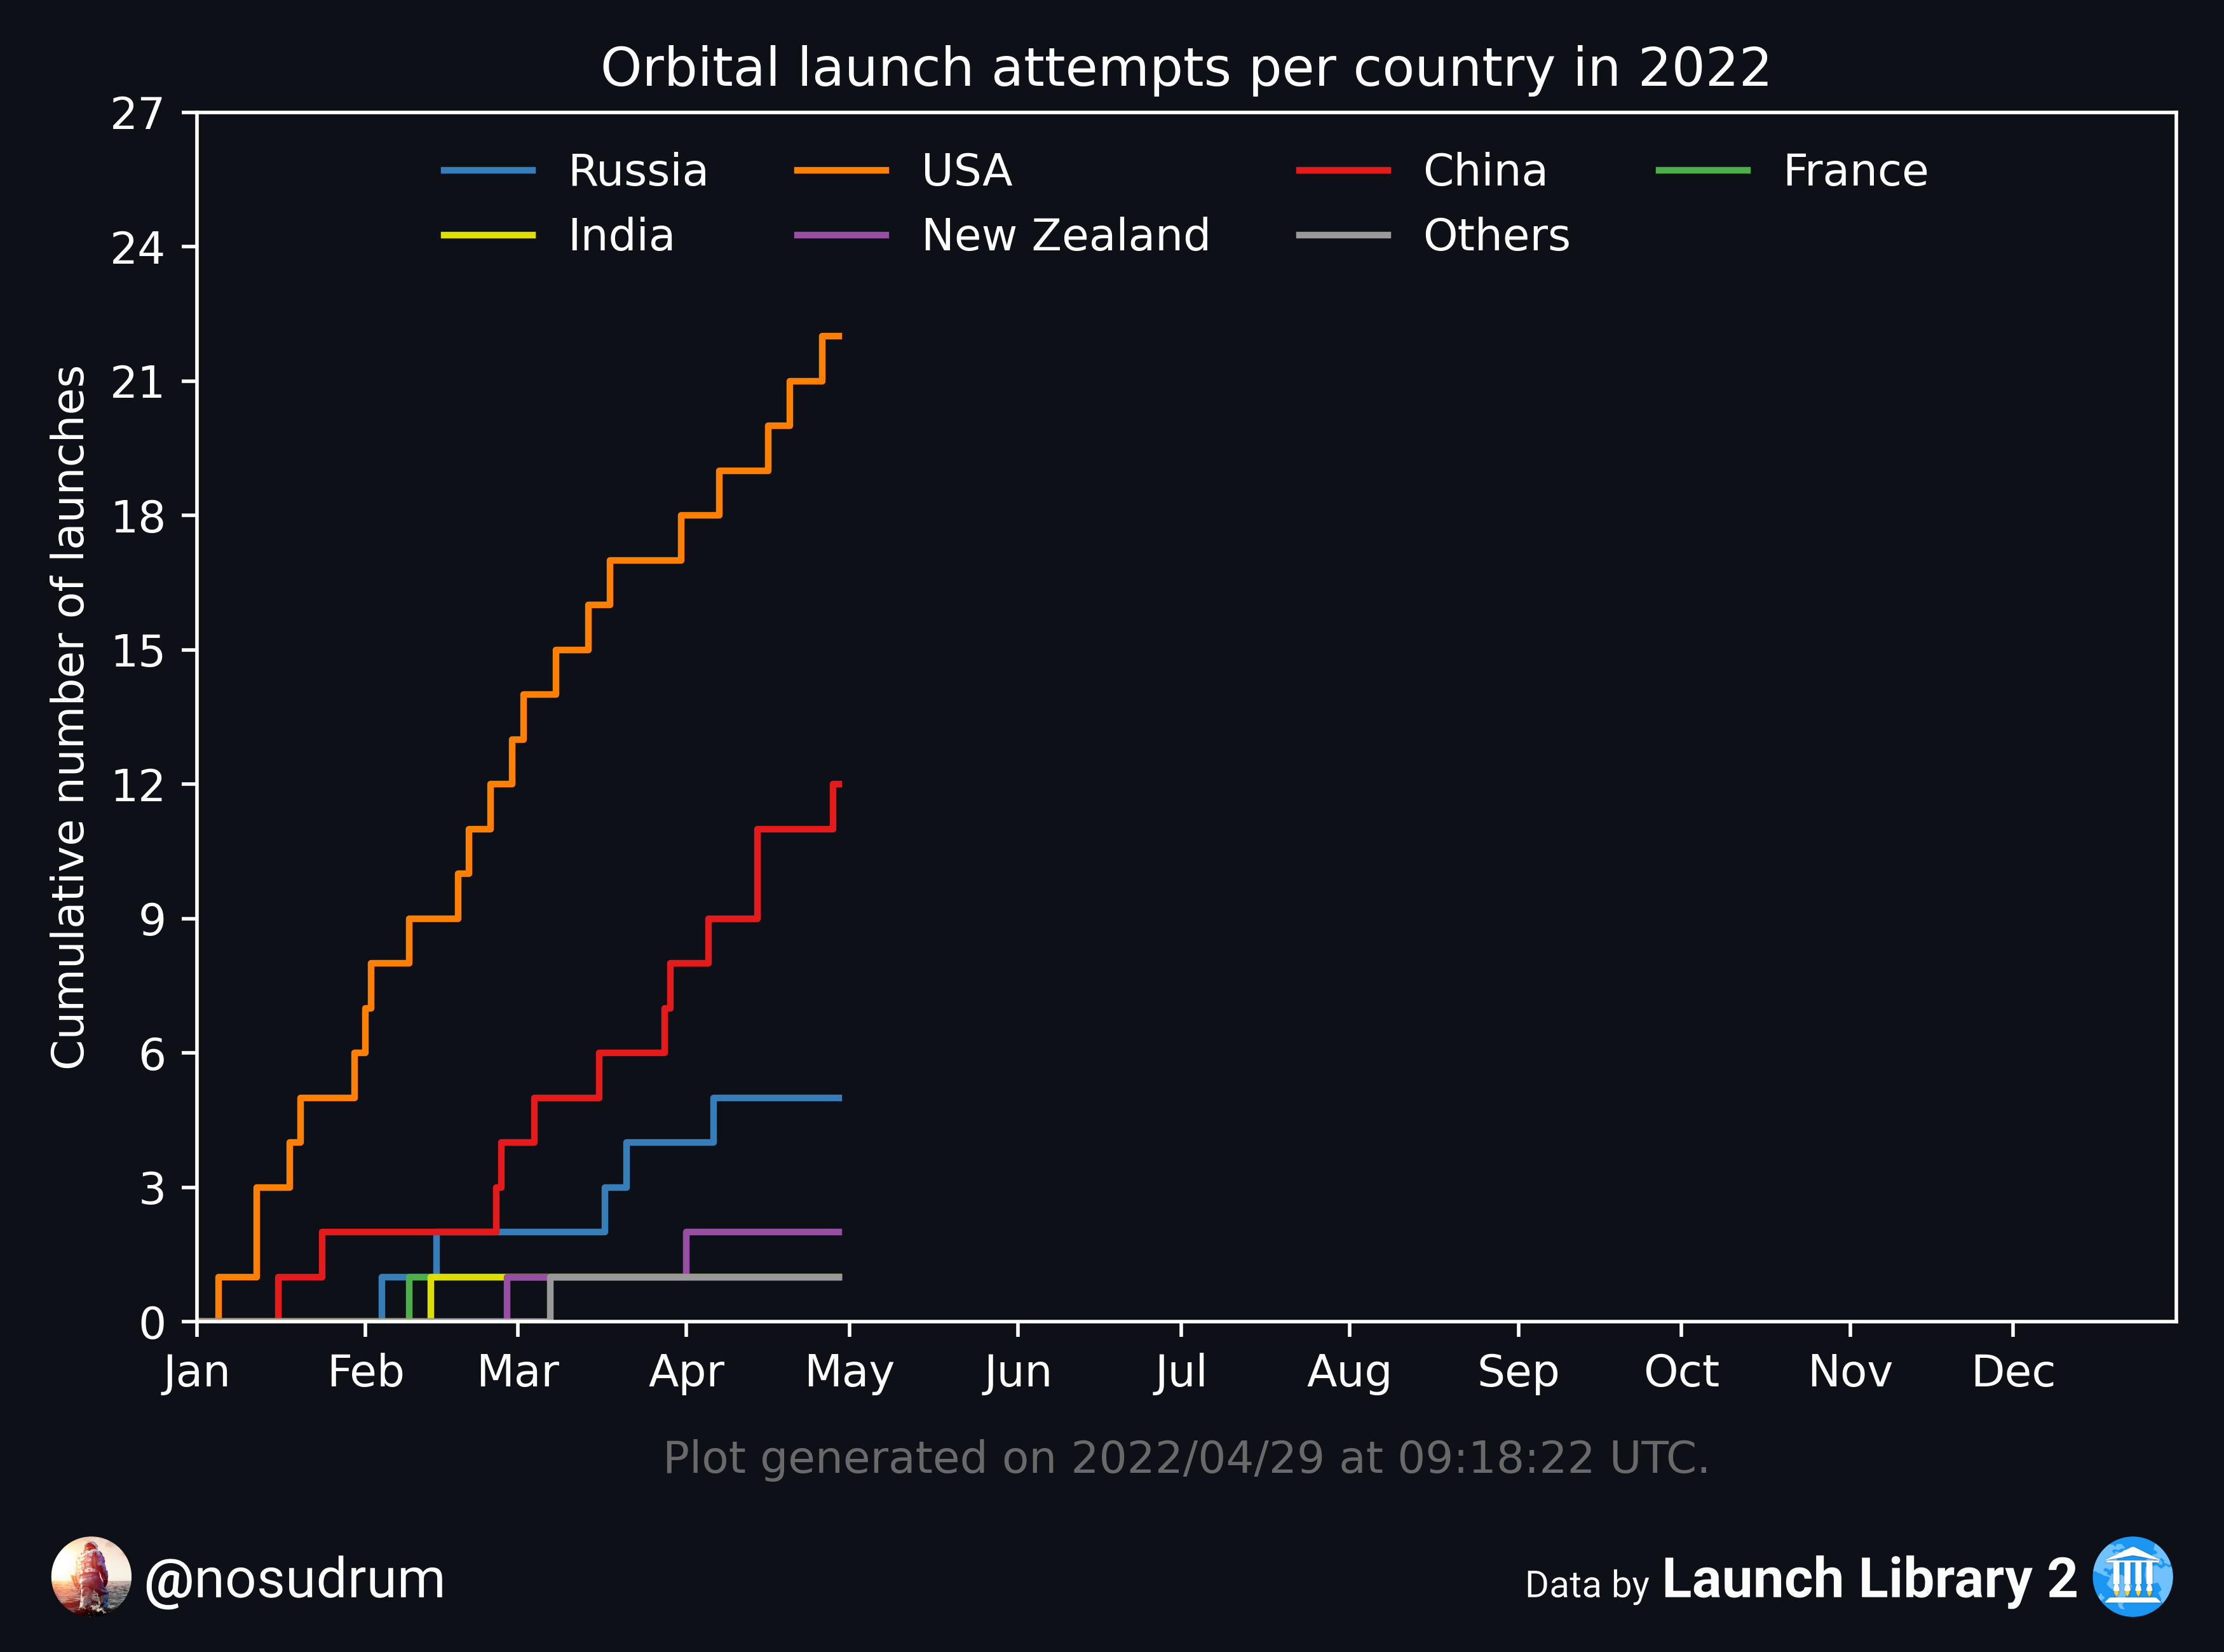 Orbital launch attempts per country in 2022
27
24
21
18
15
12
9
6
3
0
Cumulative number of launches
Russia USA China France
India New Zealand Others
Jan Feb Mar Apr May Jun Jul Aug Sep Oct Nov Dec
Plot generated on 2022/04/29 at 09:18:22 UTC.
@nosudrum
Data by Launch Library 2